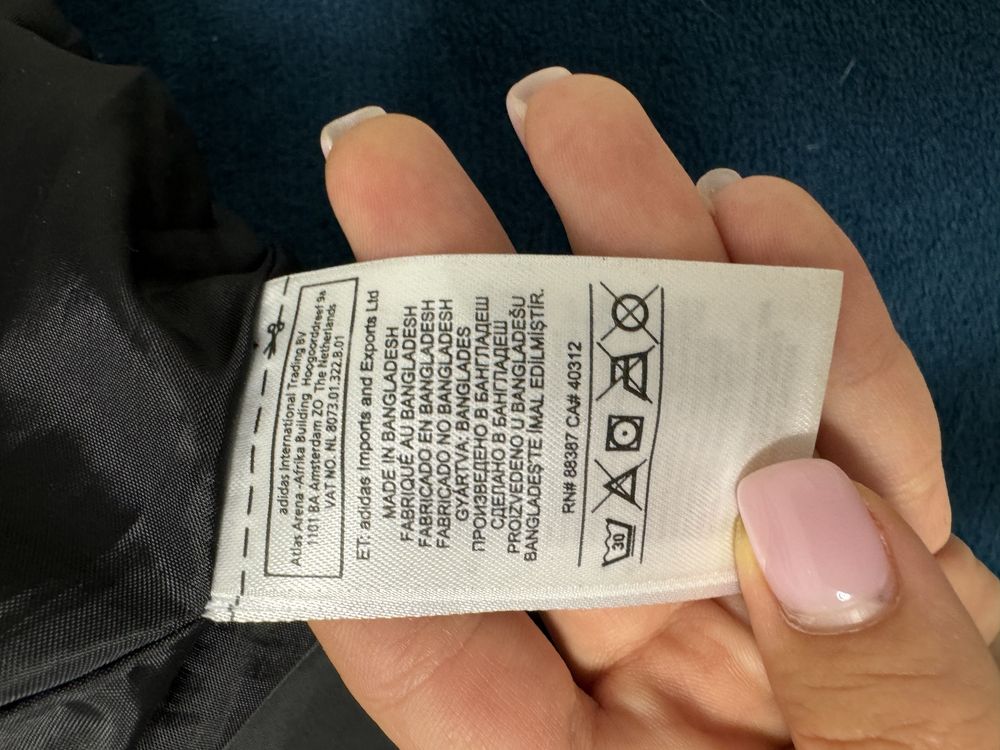 adidas International Trading BV
Atlas Arena -Afrika Building Hoogoorddreef 9a
1101 BA Amsterdam ZO The Netherlands
VAT NO. NL 8073.01.322.B.01
ET: adidas Imports and Exports Ltd
MADE IN BANGLADESH
FABRIQUÉ AU BANGLADESH
FABRICADO EN BANGLADESH
FABRICADO NO BANGLADESH
GYÁRTVA: BANGLADES
ПРОИЗВЕДЕНО В БАНГЛАДЕШ
СДЕЛАНО В БАНГЛАДЕШ
PROIZVEDENO U BANGLADEŠU
BANGLADEŞ'TE İMAL EDİLMİŞTİR.
RN# 88387 CA# 40312
30